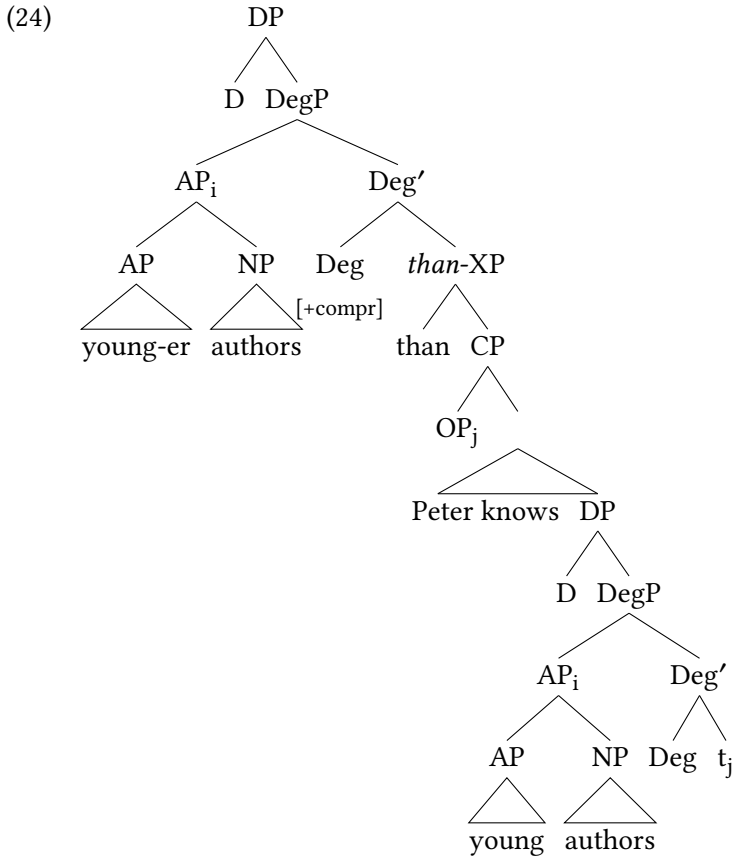 (24) DP
D DegP
APi Deg′
AP NP Deg than-XP
[+compr]
young-er authors than CP
OPj
Peter knows DP
D DegP
APi Deg′
AP NP Deg tj
young authors